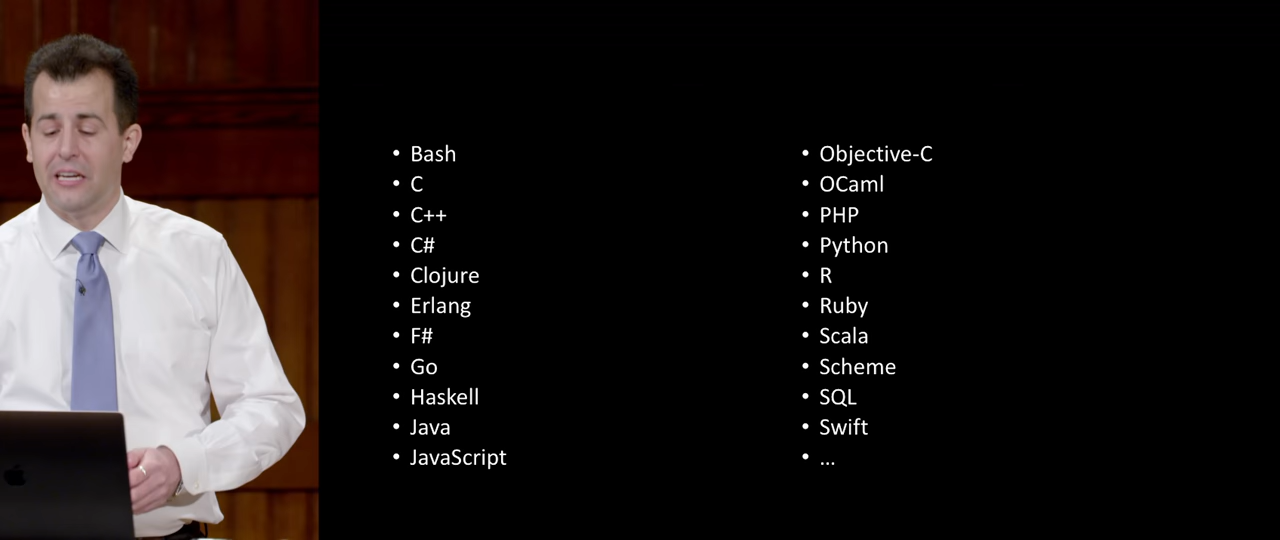 • Bash
• C
• C++
• C#
• Clojure
• Erlang
• F#
• Go
• Haskell
• Java
• JavaScript
• Objective-C
• OCaml
• PHP
• Python
• R
• Ruby
• Scala
• Scheme
• SQL
• Swift
• ...